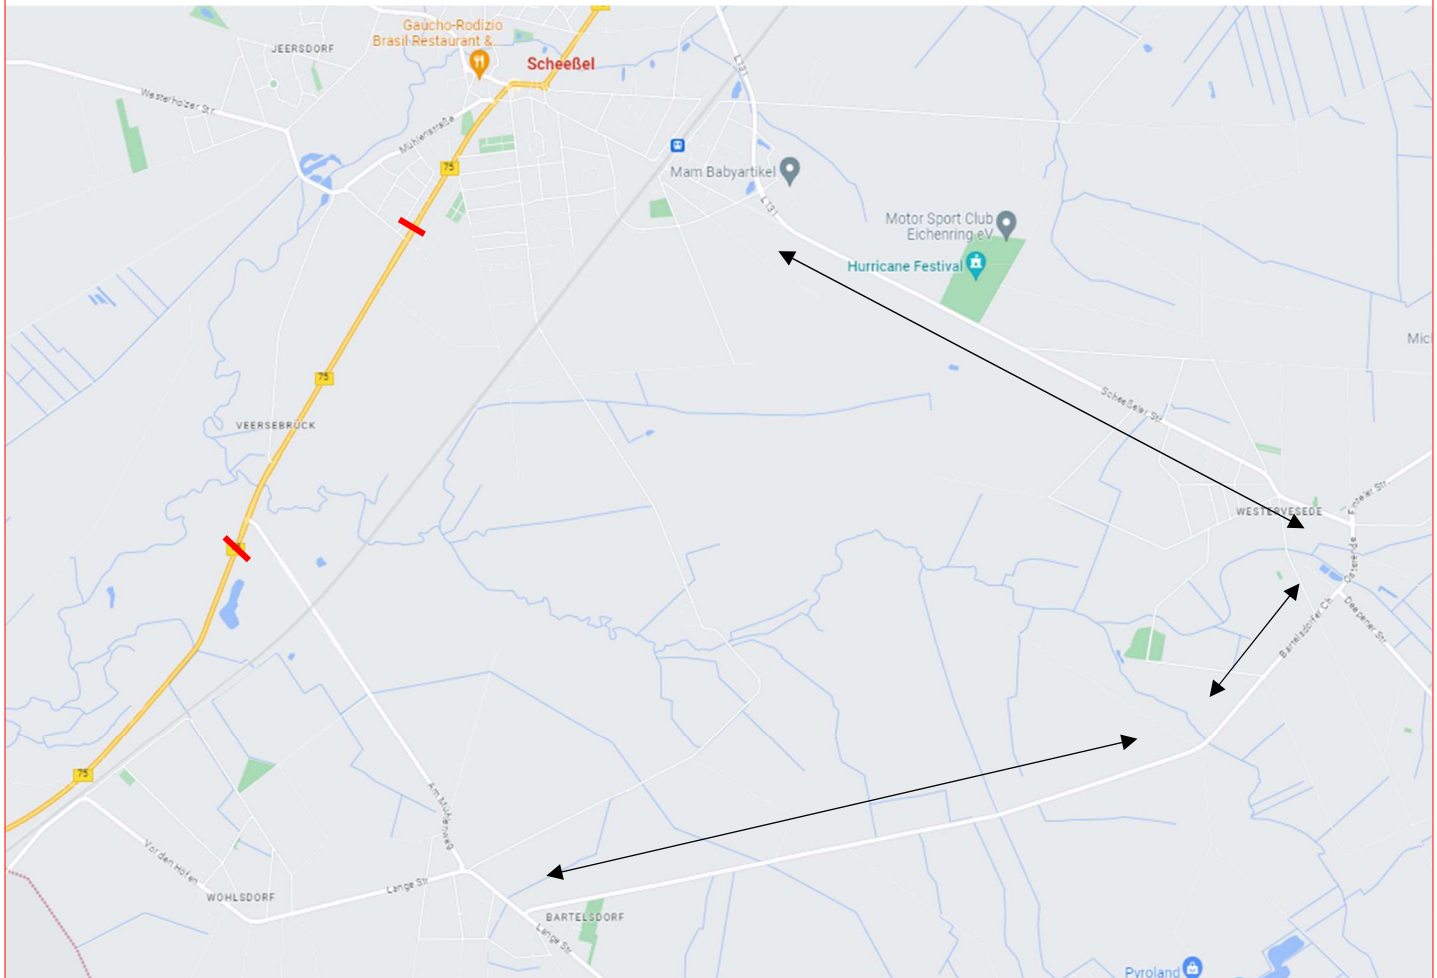 Gaucho-Rodizio
Brasil Restaurant &...
JEERSDORF
Scheeßel
L131
Westerholzer Str.
Mühlenstraße
75
Mam Babyartikel
L131
Motor Sport Club
Eichenring eV
Hurricane Festival
Mic
75
Scheeßeler Str.
VEERSEBRÜCK
Finteler Str.
WESTERVESEDE
Osterende
Bartelsdorfer Ch.
Deepener Str.
75
Am Mühlenweg
Vor den Höfen
Lange Str.
WOHLSDORF
BARTELSDORF
Lange Str.
Pyroland